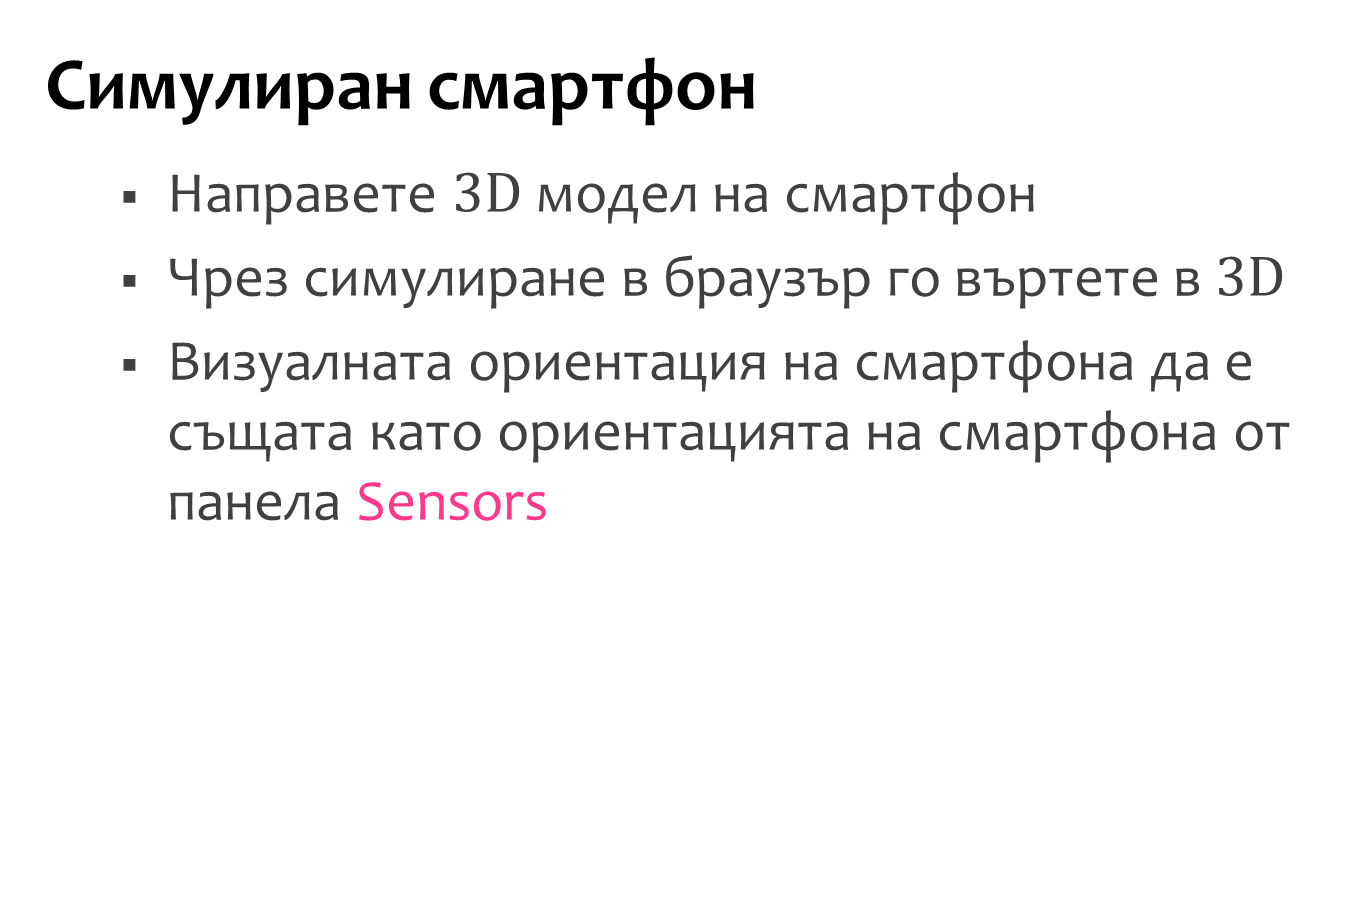 Симулиран смартфон
▪ Направете 3D модел на смартфон
▪ Чрез симулиране в браузър го въртете в 3D
▪ Визуалната ориентация на смартфона да е
същата като ориентацията на смартфона от
панела Sensors